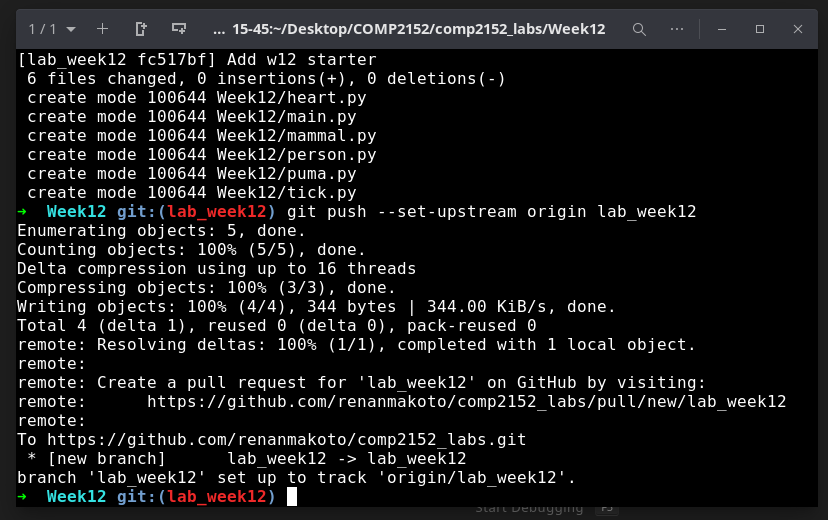 1 / 1
... 15-45:~/Desktop/COMP2152/comp2152_labs/Week12
[lab_week12 fc517bf] Add w12 starter
 6 files changed, 0 insertions(+), 0 deletions(-)
 create mode 100644 Week12/heart.py
 create mode 100644 Week12/main.py
 create mode 100644 Week12/mammal.py
 create mode 100644 Week12/person.py
 create mode 100644 Week12/puma.py
 create mode 100644 Week12/tick.py
➜  Week12 git:(lab_week12) git push --set-upstream origin lab_week12
Enumerating objects: 5, done.
Counting objects: 100% (5/5), done.
Delta compression using up to 16 threads
Compressing objects: 100% (3/3), done.
Writing objects: 100% (4/4), 344 bytes | 344.00 KiB/s, done.
Total 4 (delta 1), reused 0 (delta 0), pack-reused 0
remote: Resolving deltas: 100% (1/1), completed with 1 local object.
remote:
remote: Create a pull request for 'lab_week12' on GitHub by visiting:
remote:      https://github.com/renanmakoto/comp2152_labs/pull/new/lab_week12
remote:
To https://github.com/renanmakoto/comp2152_labs.git
 * [new branch]      lab_week12 -> lab_week12
branch 'lab_week12' set up to track 'origin/lab_week12'.
➜  Week12 git:(lab_week12)
Start Debugging F5